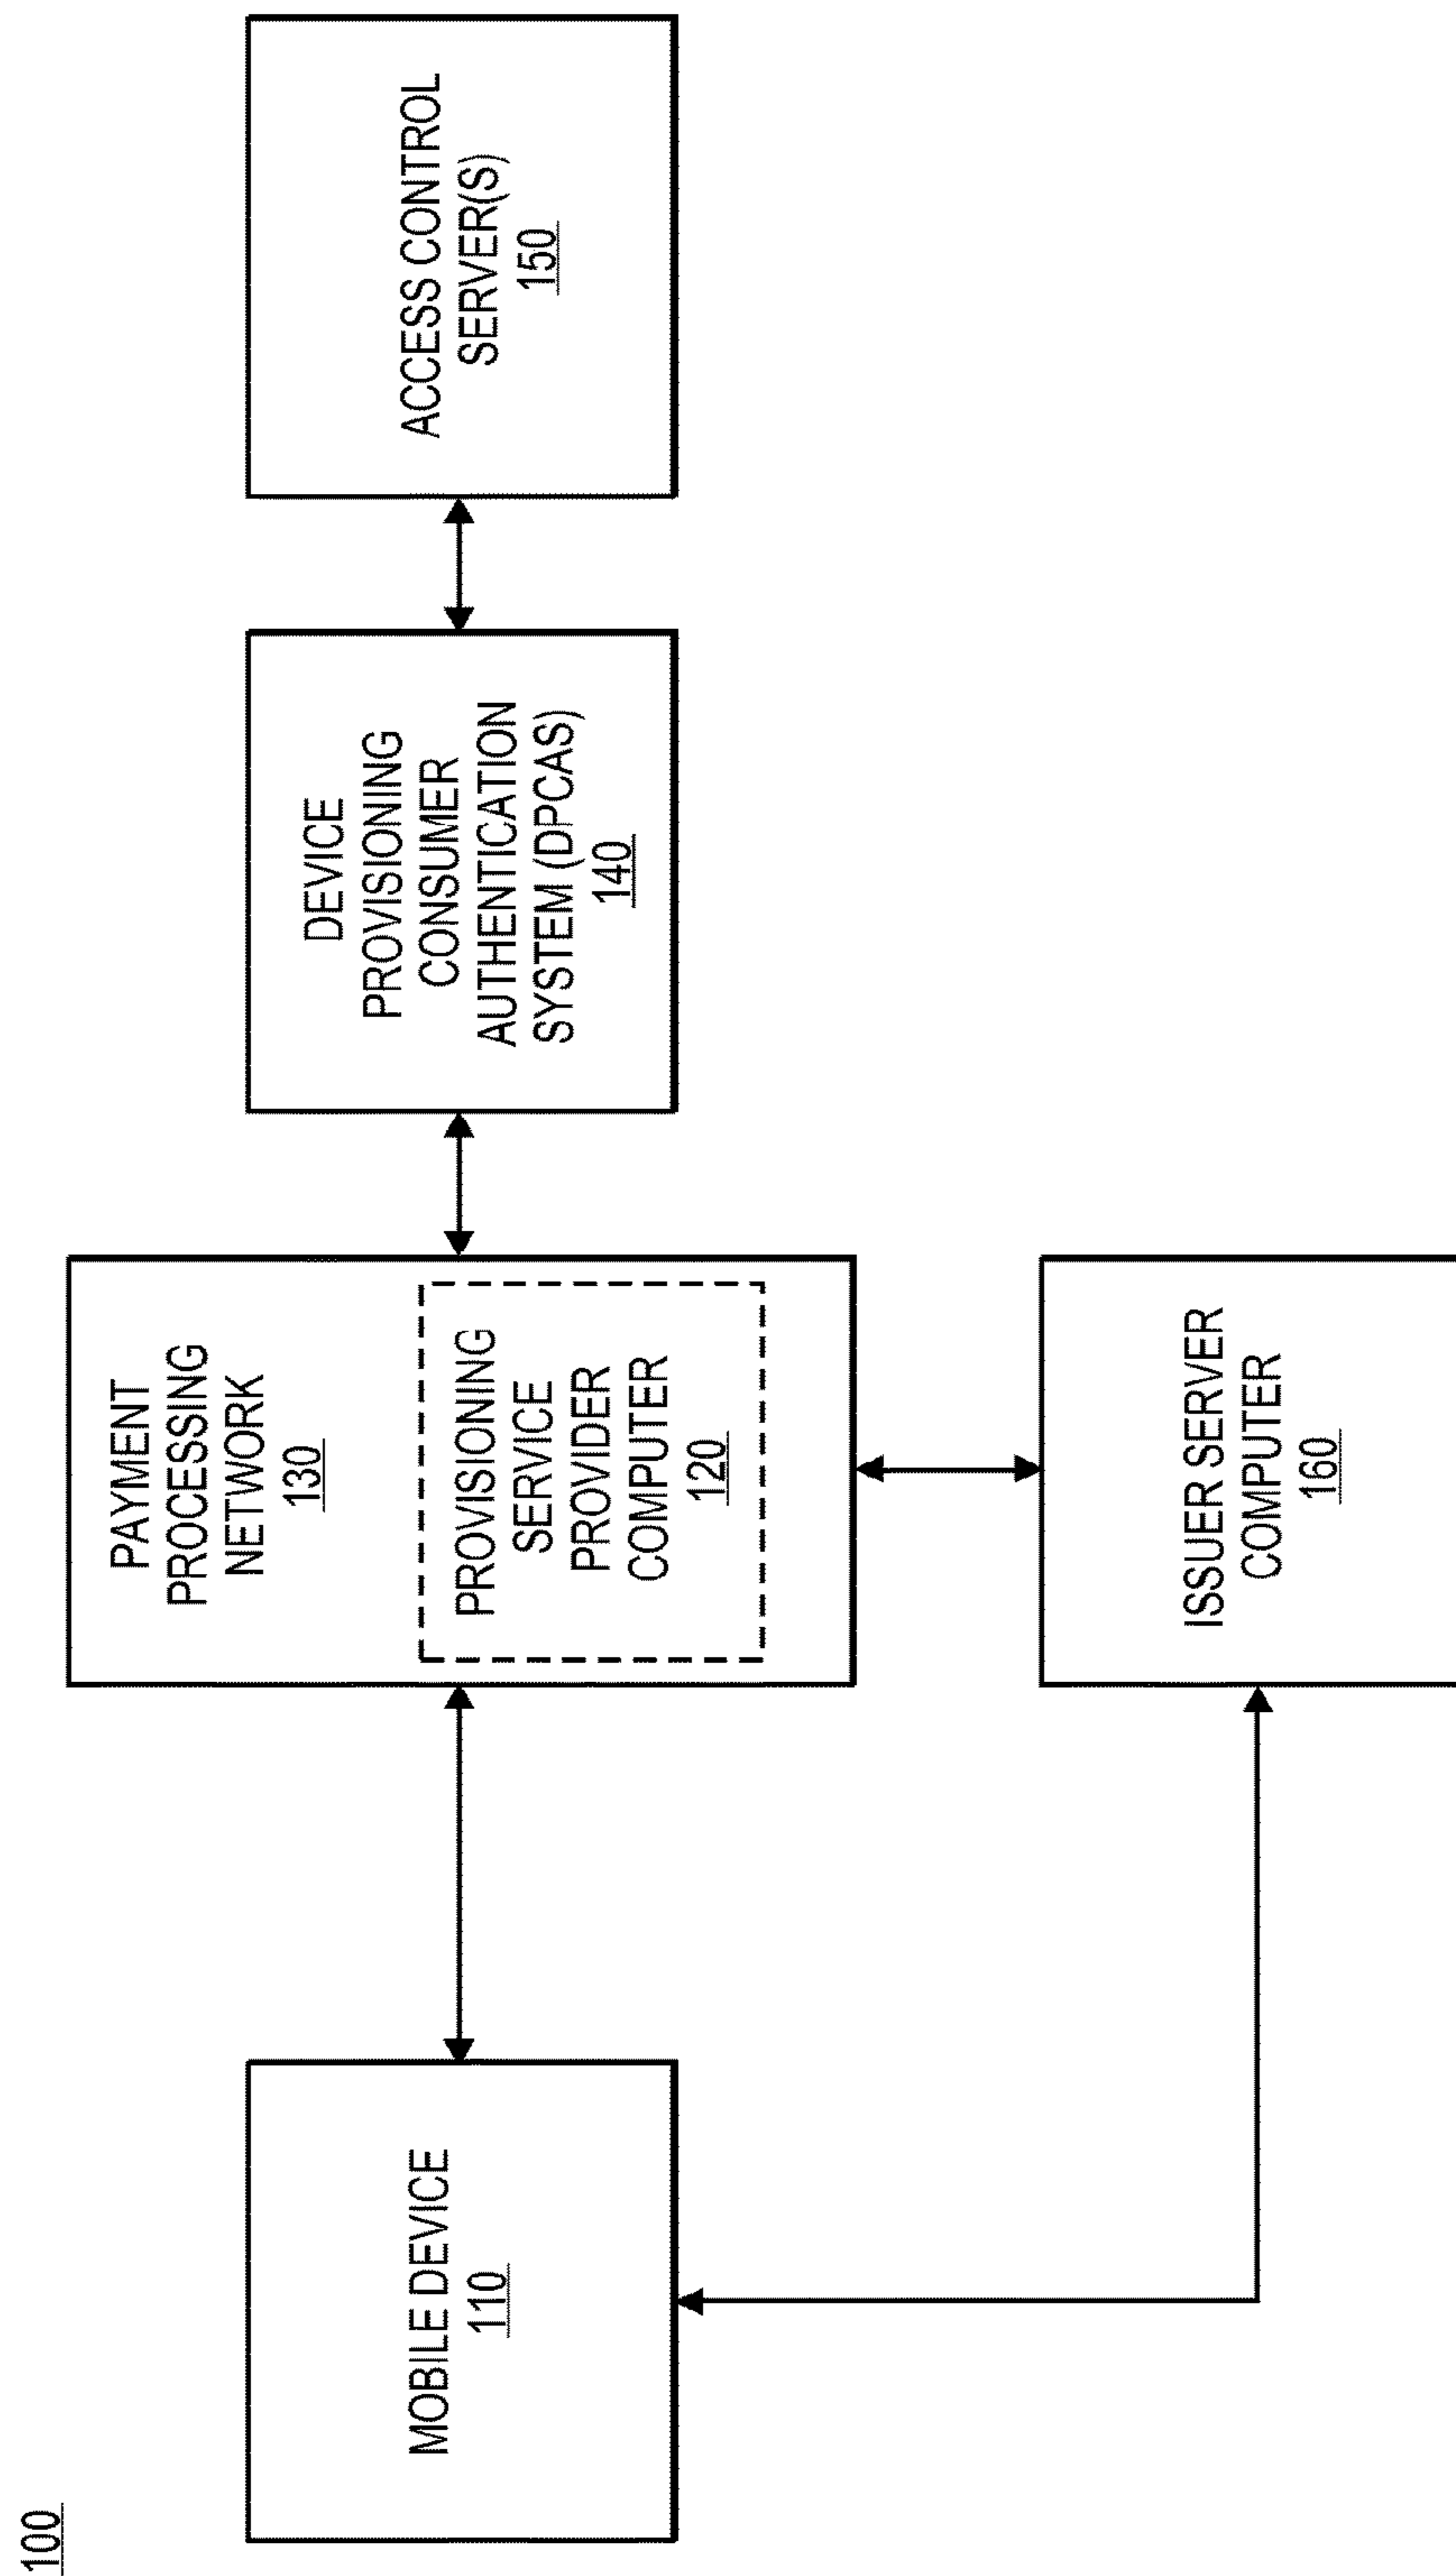 100
MOBILE DEVICE
110
PAYMENT
PROCESSING
NETWORK
130
PROVISIONING
SERVICE
PROVIDER
COMPUTER
120
DEVICE
PROVISIONING
CONSUMER
AUTHENTICATION
SYSTEM (DPCAS)
140
ACCESS CONTROL
SERVER(S)
150
ISSUER SERVER
COMPUTER
160